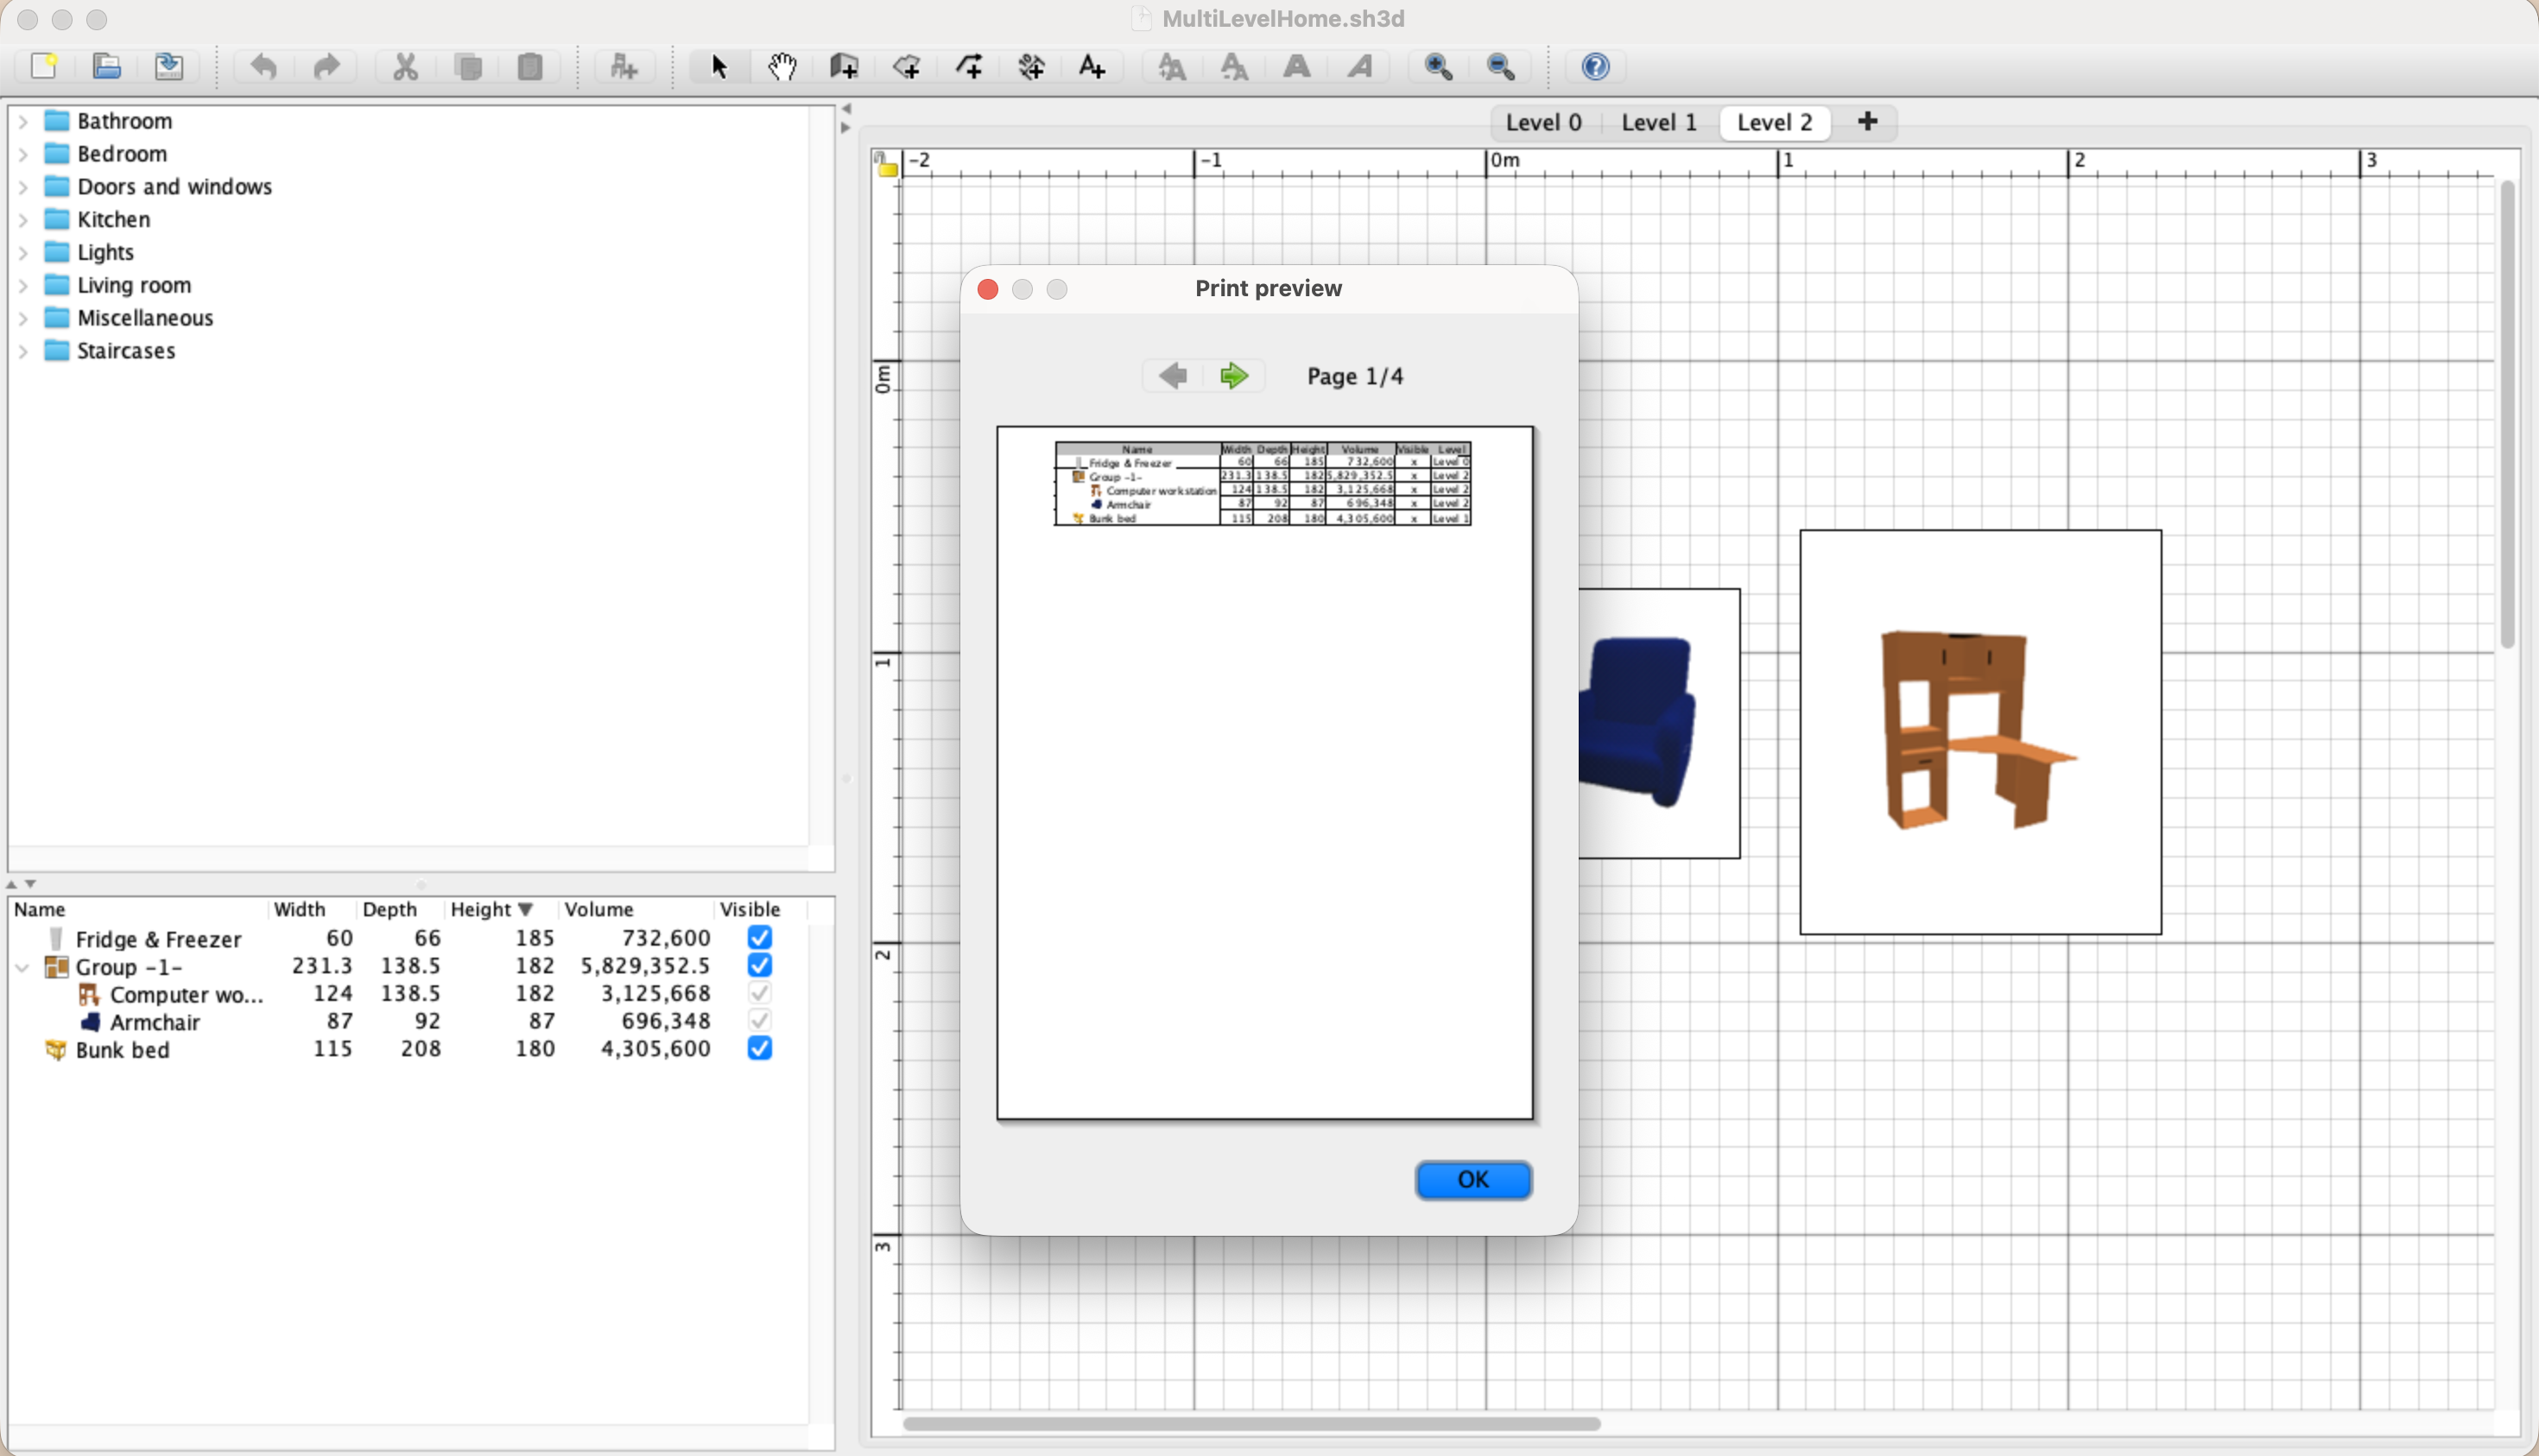 MultiLevelHome.sh3d
Bathroom
Bedroom
Doors and windows
Kitchen
Lights
Living room
Miscellaneous
Staircases
Level 0 Level 1 Level 2
-2 -1 0m 1 2 3
0m
1
2
3
Print preview
Page 1/4
Name Width Depth Height Volume Visible Level
Fridge & Freezer 60 66 185 732,600 x Level 0
Group -1- 231.3 138.5 182 5,829,352.5 x Level 2
Computer workstation 124 138.5 182 3,125,668 x Level 2
Armchair 87 92 87 696,348 x Level 2
Bunk bed 115 208 180 4,305,600 x Level 1
OK
Name Width Depth Height Volume Visible
Fridge & Freezer 60 66 185 732,600
Group -1- 231.3 138.5 182 5,829,352.5
Computer wo... 124 138.5 182 3,125,668
Armchair 87 92 87 696,348
Bunk bed 115 208 180 4,305,600